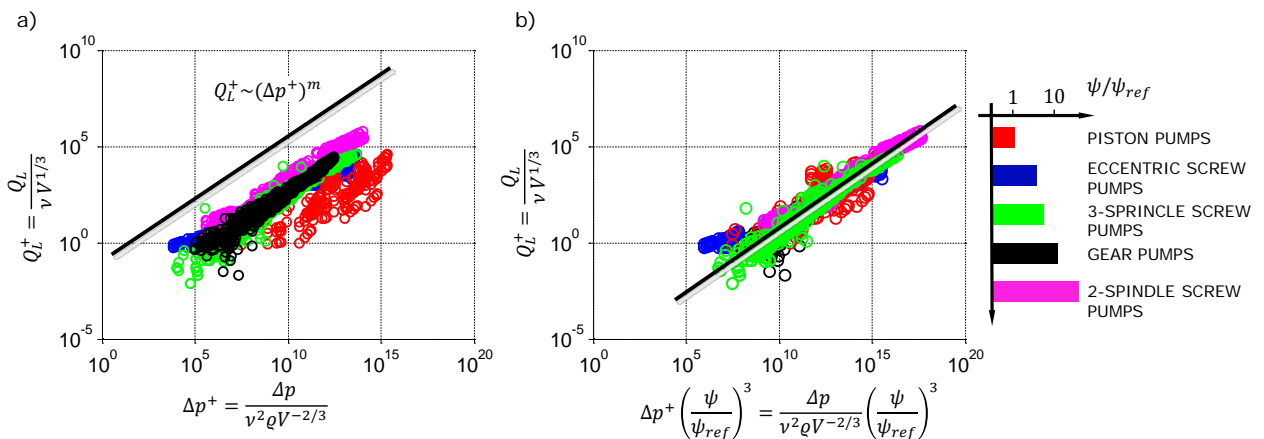 a)
10^10
10^5
10^0
10^-5
Q_L^+ = Q_L / (ν V^{1/3})
Q_L^+~(Δp^+)^m
10^0 10^5 10^10 10^15 10^20
Δp^+ = Δp / (ν^2 ϱV^{-2/3})
b)
10^10
10^5
10^0
10^-5
Q_L^+ = Q_L / (ν V^{1/3})
10^0 10^5 10^10 10^15 10^20
Δp^+ (ψ/ψ_ref)^3 = Δp / (ν^2 ϱV^{-2/3}) (ψ/ψ_ref)^3
1 10 ψ/ψ_ref
PISTON PUMPS
ECCENTRIC SCREW
PUMPS
3-SPRINCLE SCREW
PUMPS
GEAR PUMPS
2-SPINDLE SCREW
PUMPS